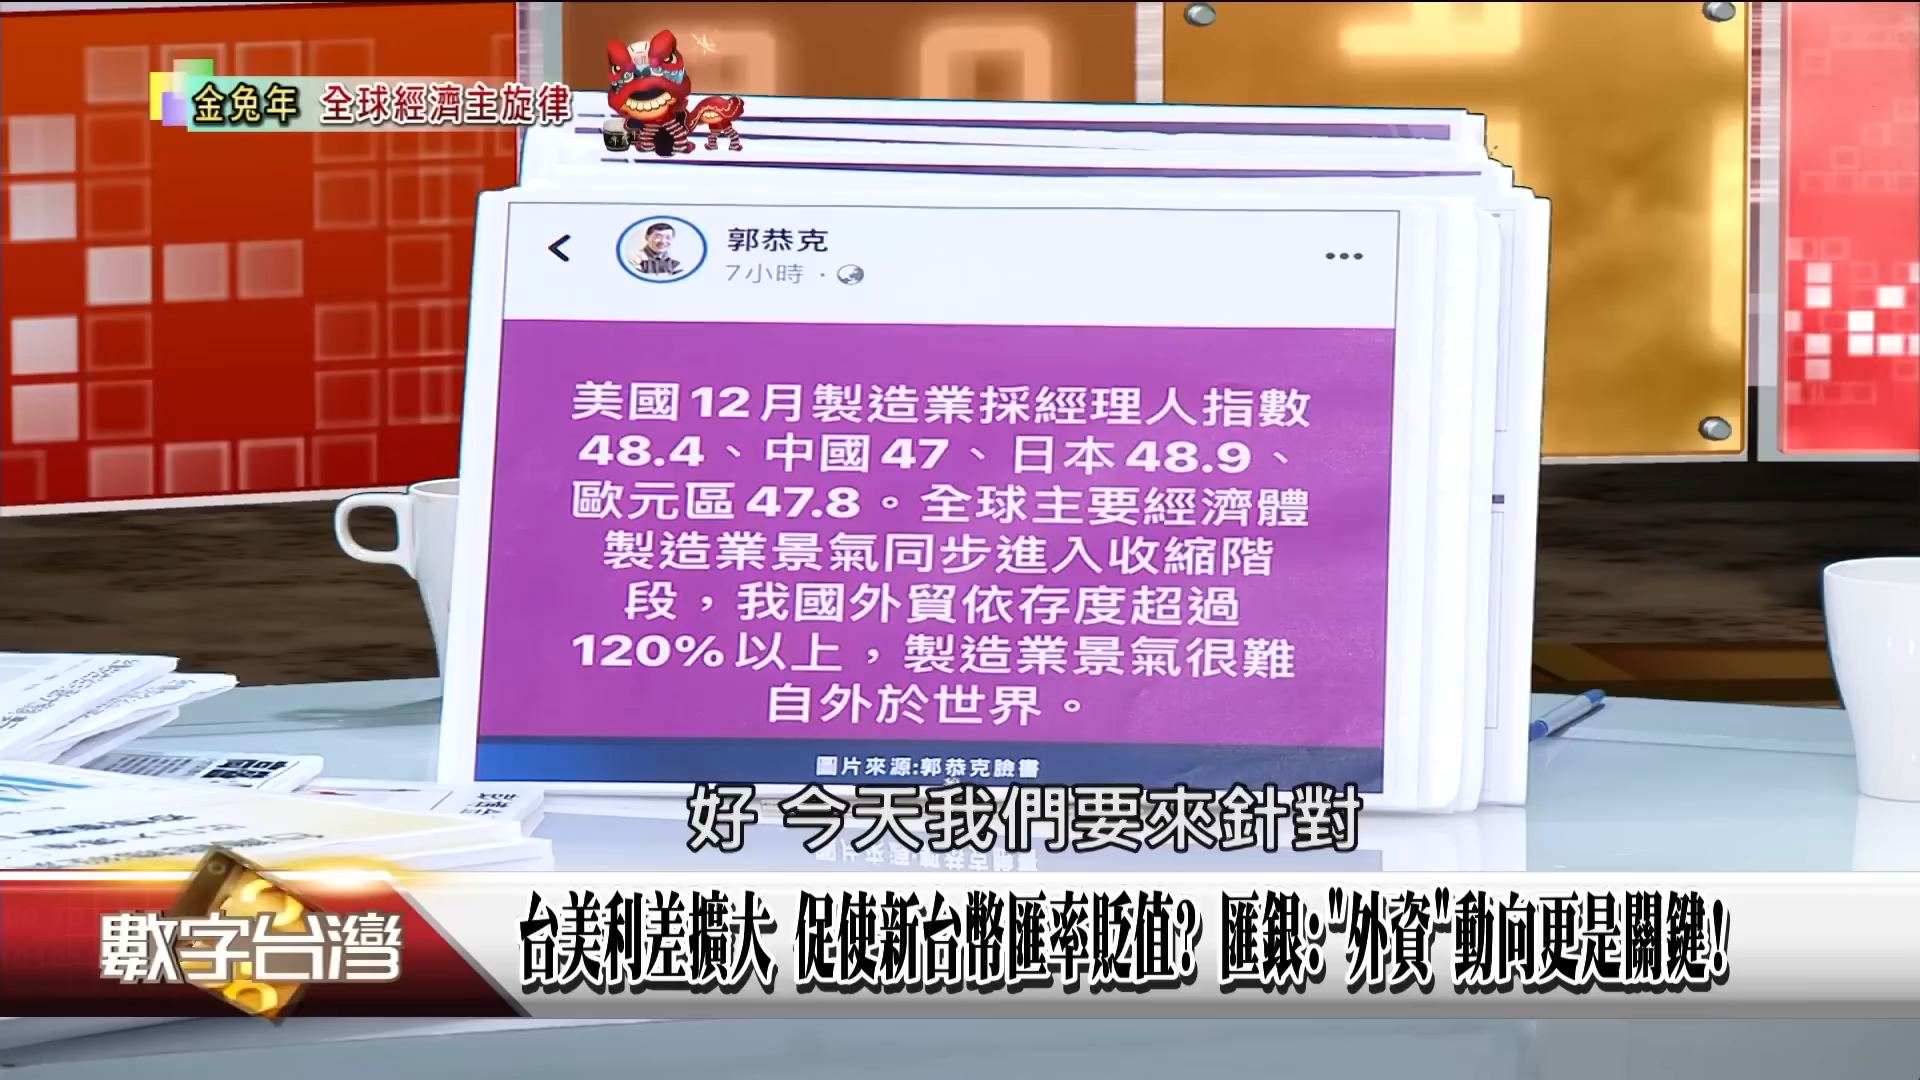 金兔年 全球經濟主旋律
郭恭克
7小時
美國12月製造業採經理人指數
48.4、中國47、日本48.9、
歐元區47.8。全球主要經濟體
製造業景氣同步進入收縮階
段，我國外貿依存度超過
120%以上，製造業景氣很難
自外於世界。
圖片來源:郭恭克臉書
好 今天我們要來針對
數字台灣
台美利差擴大 促使新台幣匯率貶值? 匯銀:"外資"動向更是關鍵!